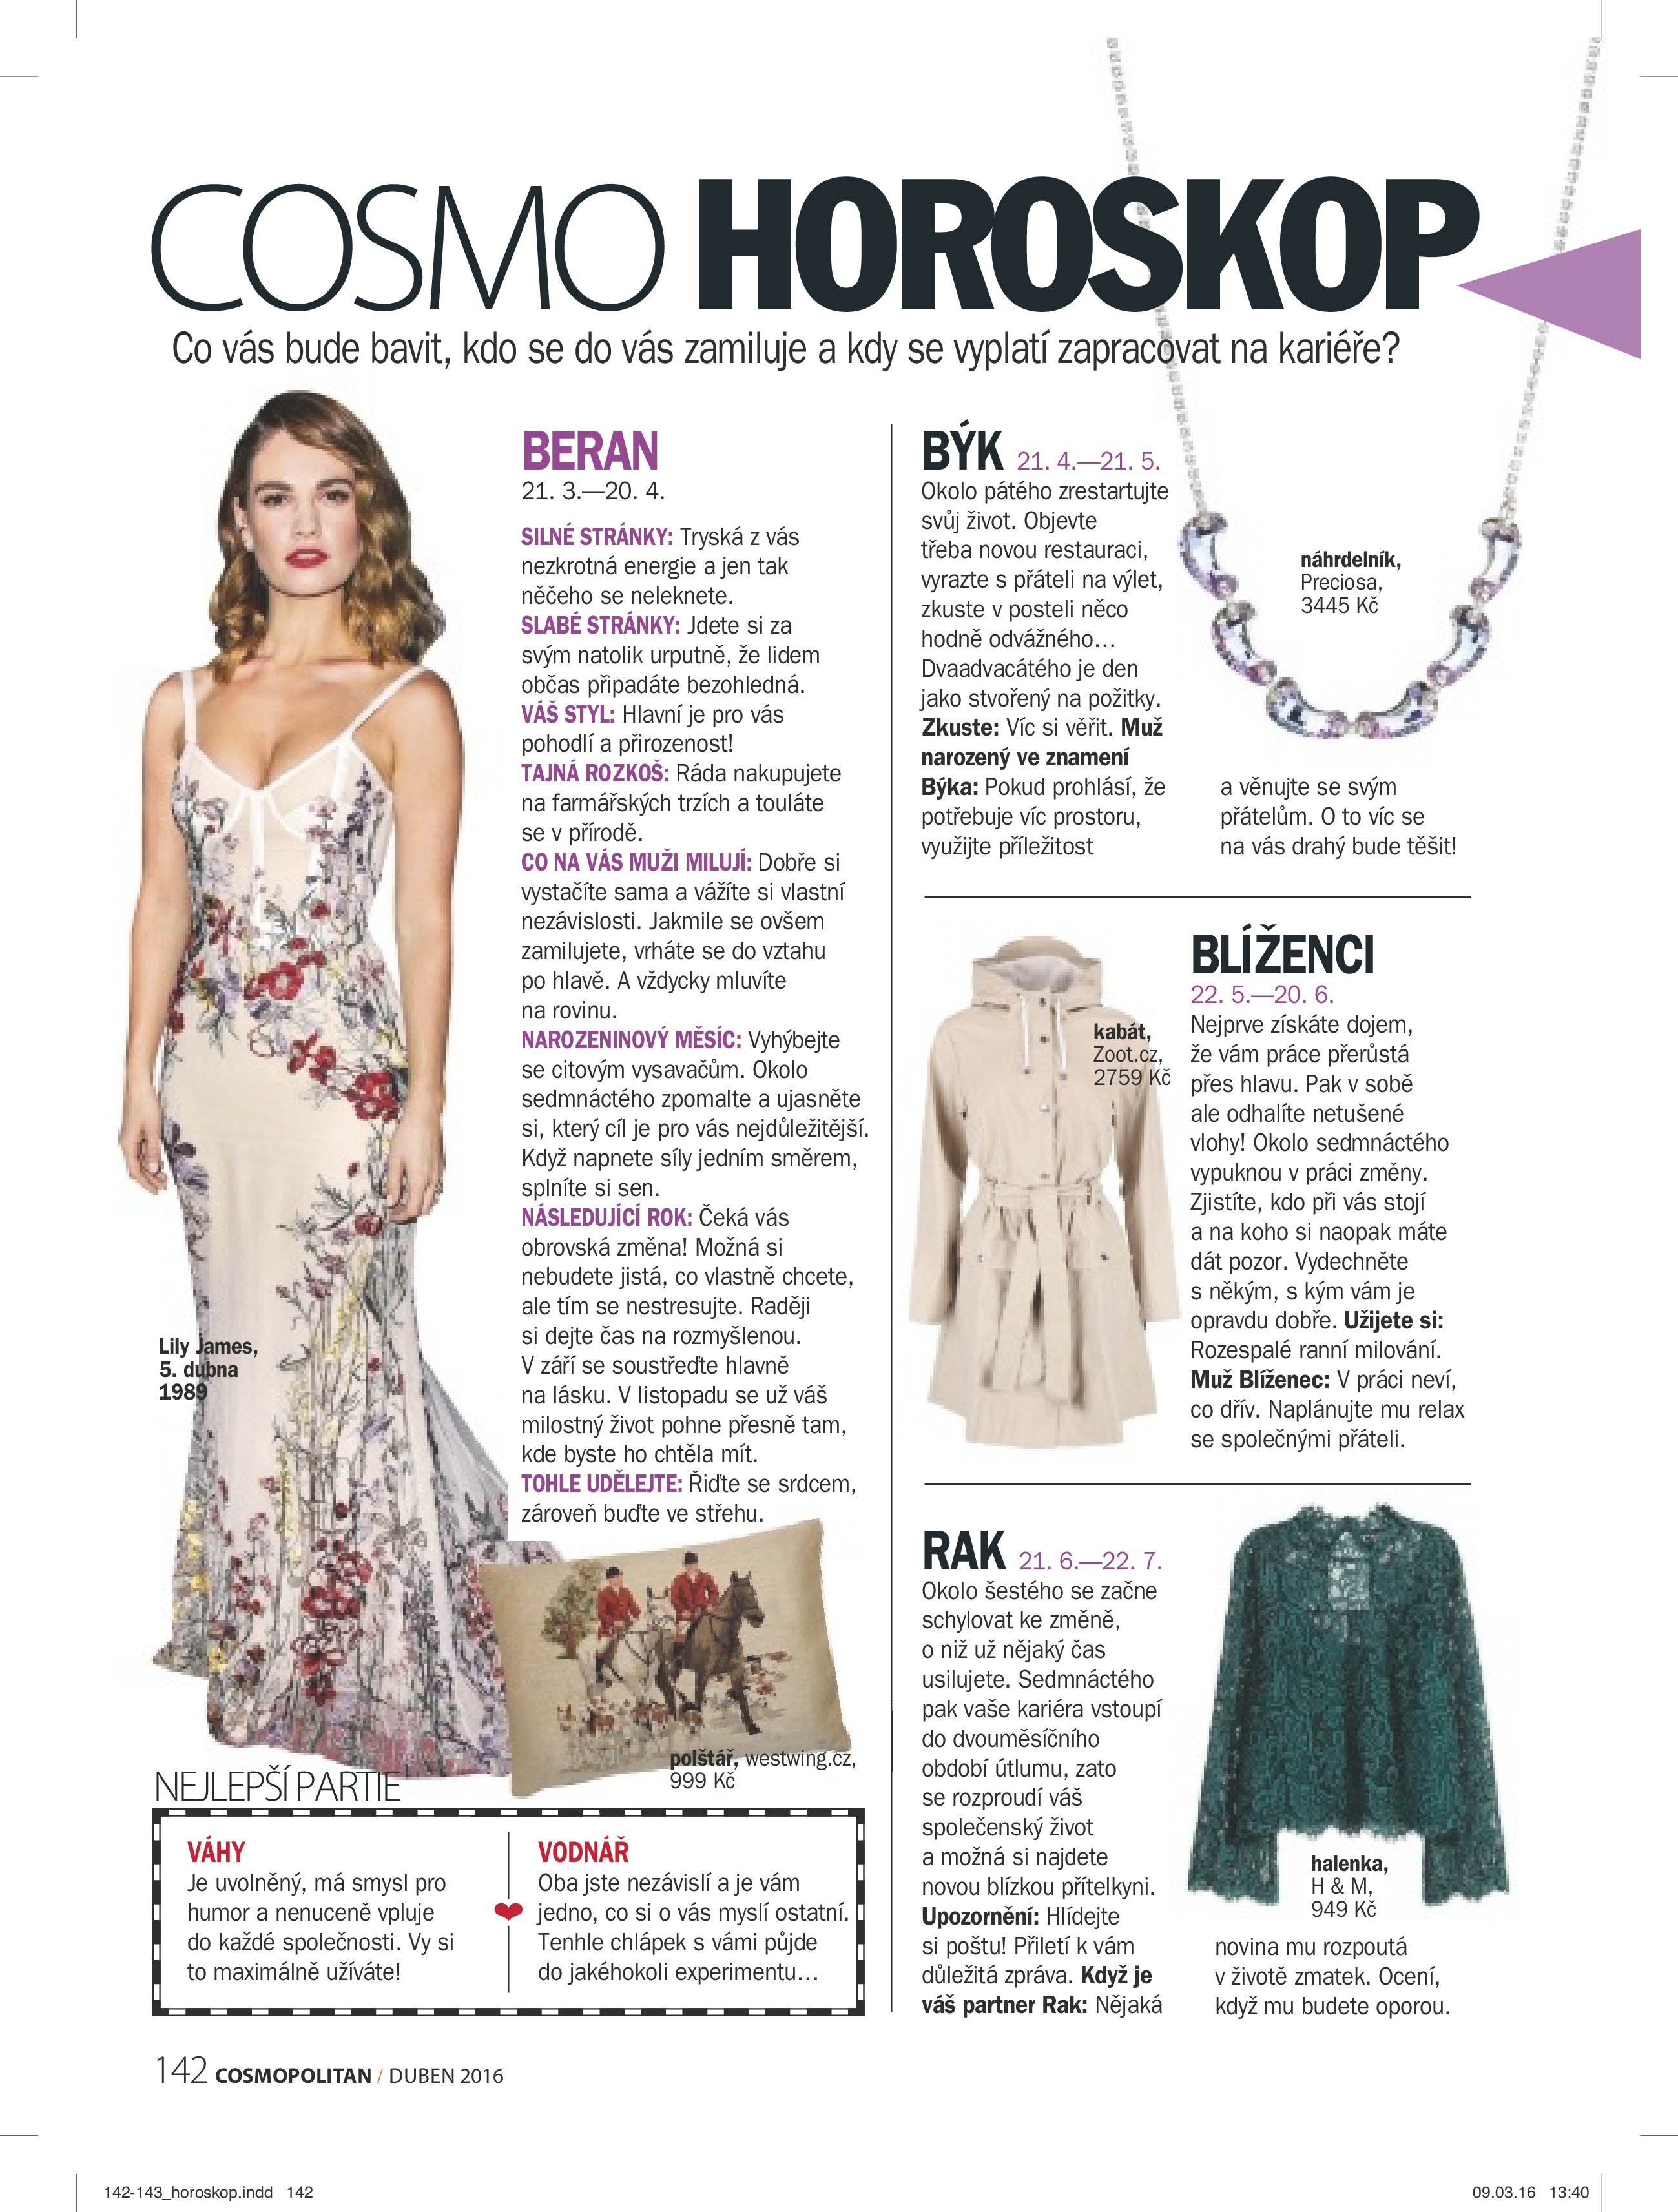 COSMO HOROSKOP
Co vás bude bavit, kdo se do vás zamiluje a kdy se vyplatí zapracovat na kariéře?
Lily James,
5. dubna
1989
BERAN
21. 3.—20. 4.
SILNÉ STRÁNKY: Tryská z vás
nezkrotná energie a jen tak
něčeho se neleknete.
SLABÉ STRÁNKY: Jdete si za
svým natolik urputně, že lidem
občas připadáte bezohledná.
VÁŠ STYL: Hlavní je pro vás
pohodlí a přirozenost!
TAJNÁ ROZKOŠ: Ráda nakupujete
na farmářských trzích a touláte
se v přírodě.
CO NA VÁS MUŽI MILUJÍ: Dobře si
vystačíte sama a vážíte si vlastní
nezávislosti. Jakmile se ovšem
zamilujete, vrháte se do vztahu
po hlavě. A vždycky mluvíte
na rovinu.
NAROZENINOVÝ MĚSÍC: Vyhýbejte
se citovým vysavačům. Okolo
sedmnáctého zpomalte a ujasněte
si, který cíl je pro vás nejdůležitější.
Když napnete síly jedním směrem,
splníte si sen.
NÁSLEDUJÍCÍ ROK: Čeká vás
obrovská změna! Možná si
nebudete jistá, co vlastně chcete,
ale tím se nestresujte. Raději
si dejte čas na rozmyšlenou.
V září se soustřeďte hlavně
na lásku. V listopadu se už váš
milostný život pohne přesně tam,
kde byste ho chtěla mít.
TOHLE UDĚLEJTE: Řiďte se srdcem,
zároveň buďte ve střehu.
polštář, westwing.cz,
999 Kč
NEJLEPŠÍ PARTIE
VÁHY
Je uvolněný, má smysl pro
humor a nenuceně vpluje
do každé společnosti. Vy si
to maximálně užíváte!
VODNÁŘ
Oba jste nezávislí a je vám
jedno, co si o vás myslí ostatní.
Tenhle chlápek s vámi půjde
do jakéhokoli experimentu…
BÝK 21. 4.—21. 5.
Okolo pátého zrestartujte
svůj život. Objevte
třeba novou restauraci,
vyrazte s přáteli na výlet,
zkuste v posteli něco
hodně odvážného…
Dvaadvacátého je den
jako stvořený na požitky.
Zkuste: Víc si věřit. Muž
narozený ve znamení
Býka: Pokud prohlásí, že
potřebuje víc prostoru,
využijte příležitost
a věnujte se svým
přátelům. O to víc se
na vás drahý bude těšit!
náhrdelník,
Preciosa,
3445 Kč
BLÍŽENCI
22. 5.—20. 6.
Nejprve získáte dojem,
že vám práce přerůstá
přes hlavu. Pak v sobě
ale odhalíte netušené
vlohy! Okolo sedmnáctého
vypuknou v práci změny.
Zjistíte, kdo při vás stojí
a na koho si naopak máte
dát pozor. Vydechněte
s někým, s kým vám je
opravdu dobře. Užijete si:
Rozespalé ranní milování.
Muž Blíženec: V práci neví,
co dřív. Naplánujte mu relax
se společnými přáteli.
kabát,
Zoot.cz,
2759 Kč
RAK 21. 6.—22. 7.
Okolo šestého se začne
schylovat ke změně,
o niž už nějaký čas
usilujete. Sedmnáctého
pak vaše kariéra vstoupí
do dvouměsíčního
období útlumu, zato
se rozproudí váš
společenský život
a možná si najdete
novou blízkou přítelkyni.
Upozornění: Hlídejte
si poštu! Přiletí k vám
důležitá zpráva. Když je
váš partner Rak: Nějaká
novina mu rozpoutá
v životě zmatek. Ocení,
když mu budete oporou.
halenka,
H & M,
949 Kč
142 COSMOPOLITAN / DUBEN 2016
142-143_horoskop.indd 142
09.03.16 13:40